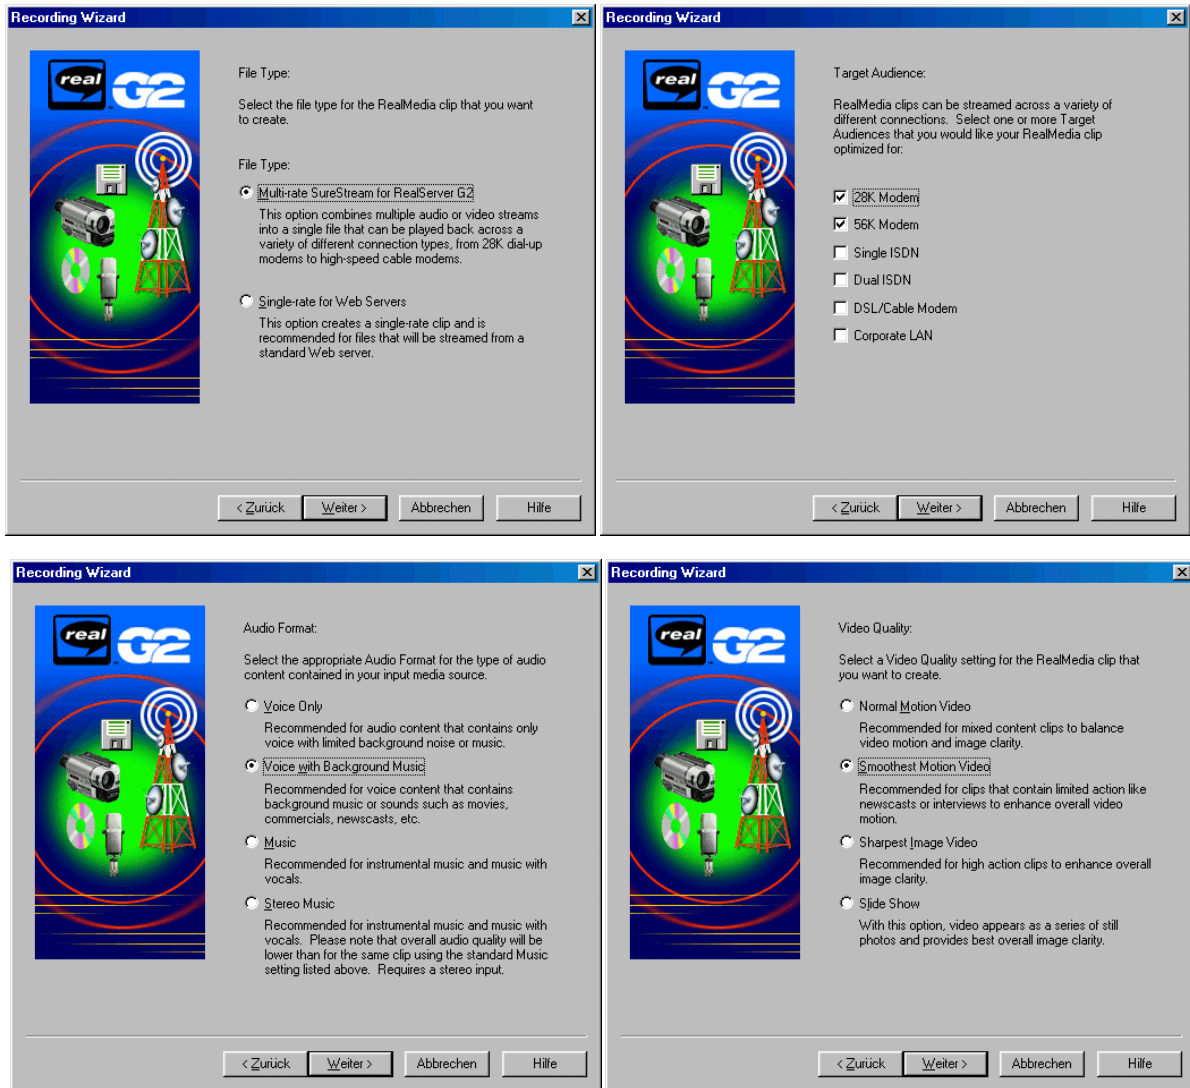 Recording Wizard
real G2
File Type:
Select the file type for the RealMedia clip that you want
to create.
File Type:
Multi-rate SureStream for RealServer G2
This option combines multiple audio or video streams
into a single file that can be played back across a
variety of different connection types, from 28K dial-up
modems to high-speed cable modems.
Single-rate for Web Servers
This option creates a single-rate clip and is
recommended for files that will be streamed from a
standard Web server.
< Zurück
Weiter >
Abbrechen
Hilfe
Recording Wizard
real G2
Target Audience:
RealMedia clips can be streamed across a variety of
different connections. Select one or more Target
Audiences that you would like your RealMedia clip
optimized for:
28K Modem
56K Modem
Single ISDN
Dual ISDN
DSL/Cable Modem
Corporate LAN
< Zurück
Weiter >
Abbrechen
Hilfe
Recording Wizard
real G2
Audio Format:
Select the appropriate Audio Format for the type of audio
content contained in your input media source.
Voice Only
Recommended for audio content that contains only
voice with limited background noise or music.
Voice with Background Music
Recommended for voice content that contains
background music or sounds such as movies,
commercials, newscasts, etc.
Music
Recommended for instrumental music and music with
vocals.
Stereo Music
Recommended for instrumental music and music with
vocals. Please note that overall audio quality will be
lower than for the same clip using the standard Music
setting listed above. Requires a stereo input.
< Zurück
Weiter >
Abbrechen
Hilfe
Recording Wizard
real G2
Video Quality:
Select a Video Quality setting for the RealMedia clip that
you want to create.
Normal Motion Video
Recommended for mixed content clips to balance
video motion and image clarity.
Smoothest Motion Video
Recommended for clips that contain limited action like
newscasts or interviews to enhance overall video
motion.
Sharpest Image Video
Recommended for high action clips to enhance overall
image clarity.
Slide Show
With this option, video appears as a series of still
photos and provides best overall image clarity.
< Zurück
Weiter >
Abbrechen
Hilfe